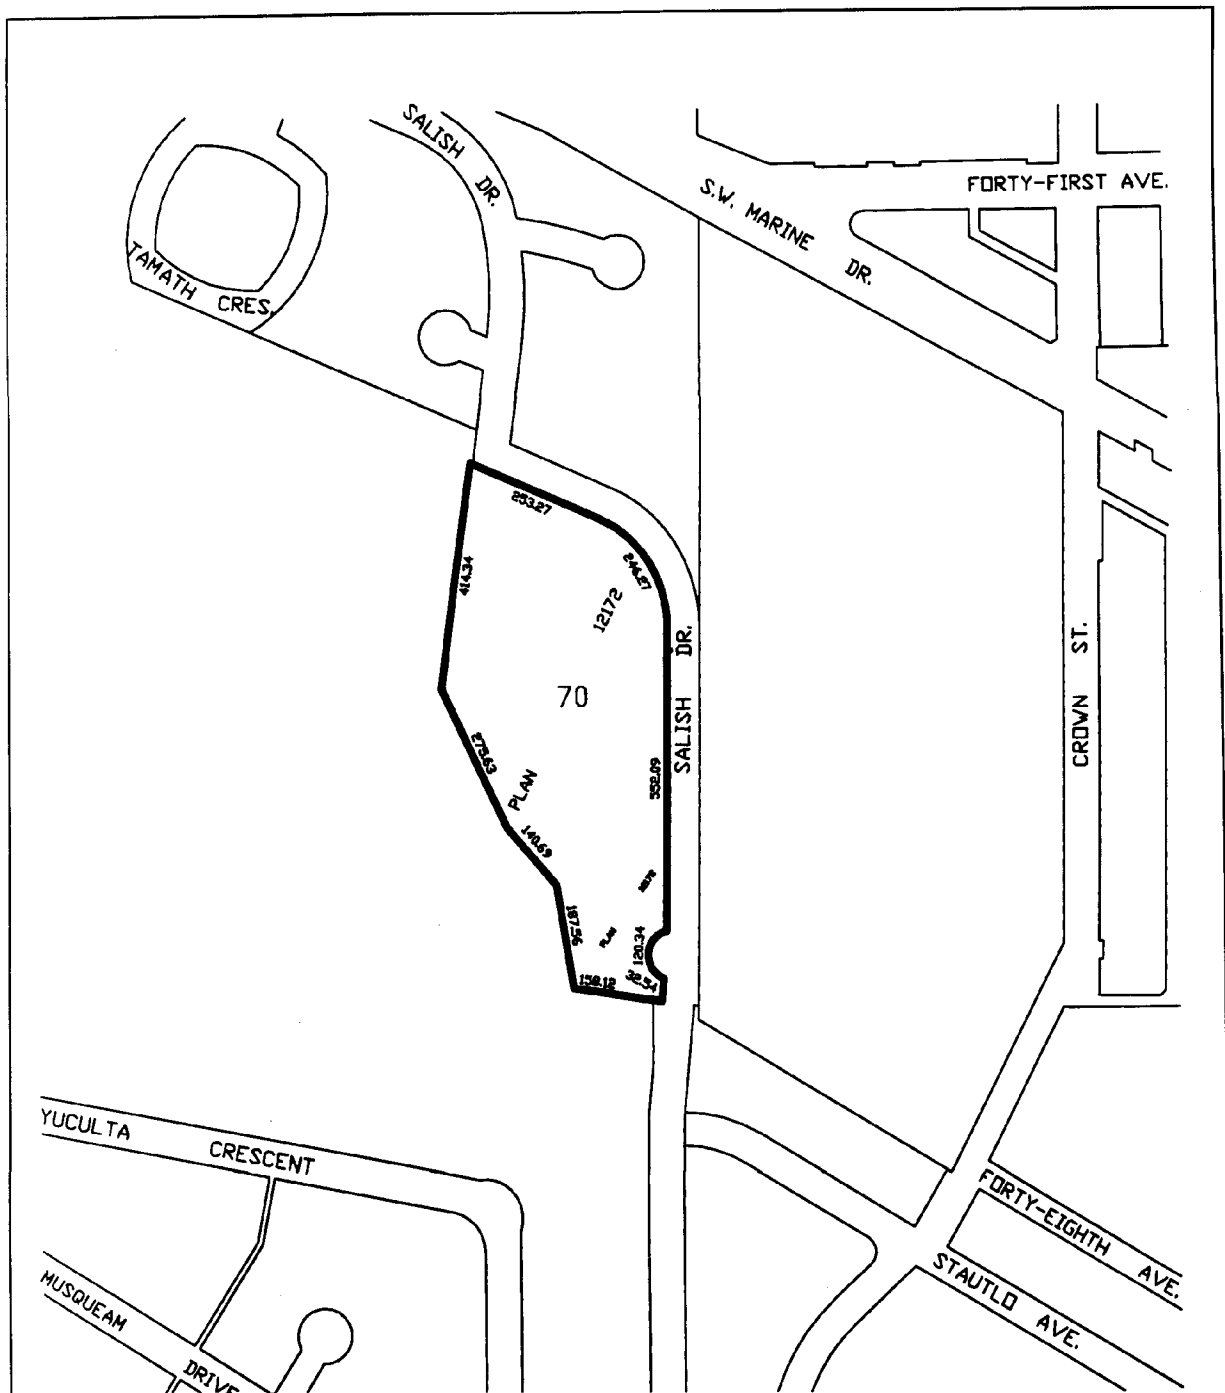 SALISH DR.
FORTY-FIRST AVE.
S.W. MARINE DR.
TAMATH CRES.
253.27
246.27
414.34
12172
SALISH DR.
CROWN ST.
70
275.63
PLAN
552.09
140.69
187.56
PLAN
120.34
158.12
32.54
YUCULTA CRESCENT
FORTY-EIGHTH AVE.
STAUTLO AVE.
MUSQUEAM DRIVE